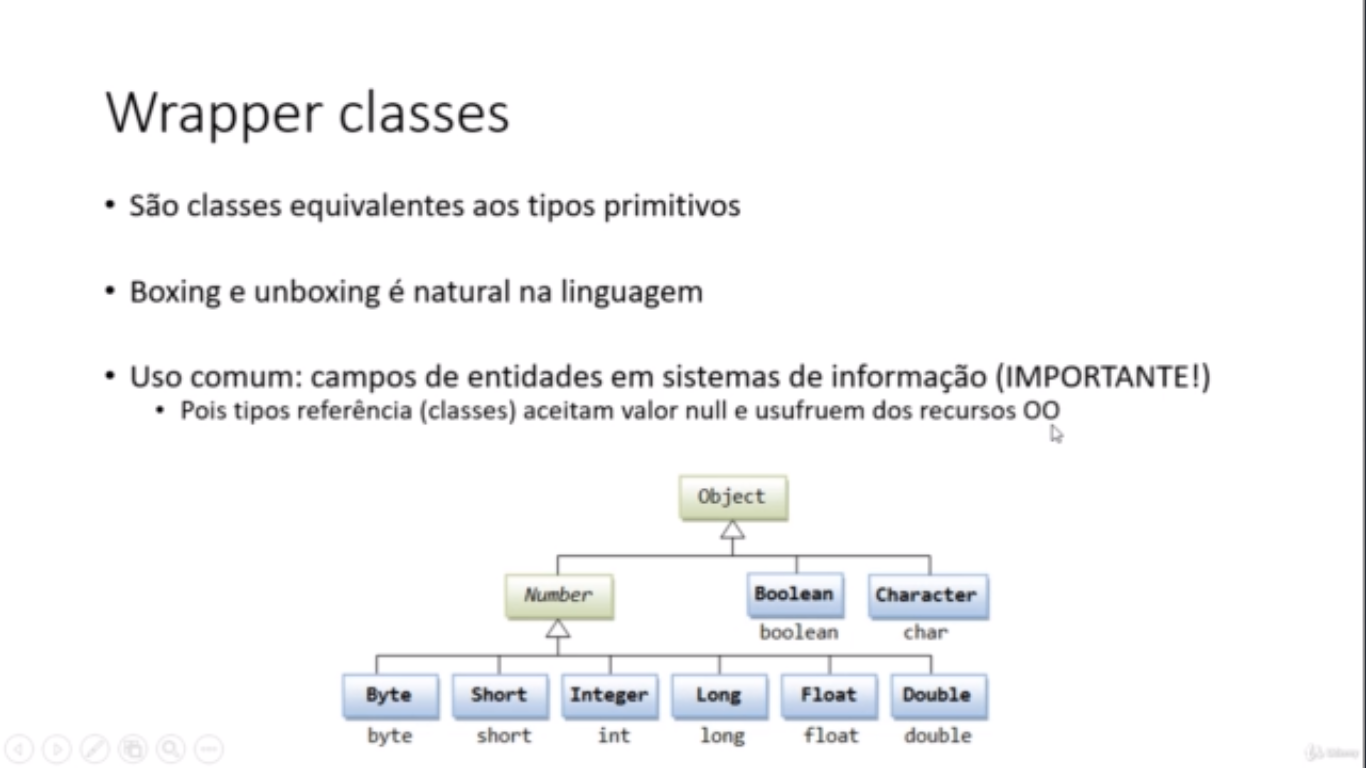 Wrapper classes
• São classes equivalentes aos tipos primitivos
• Boxing e unboxing é natural na linguagem
• Uso comum: campos de entidades em sistemas de informação (IMPORTANTE!)
• Pois tipos referência (classes) aceitam valor null e usufruem dos recursos OO
Object
Number Boolean Character
boolean char
Byte Short Integer Long Float Double
byte short int long float double